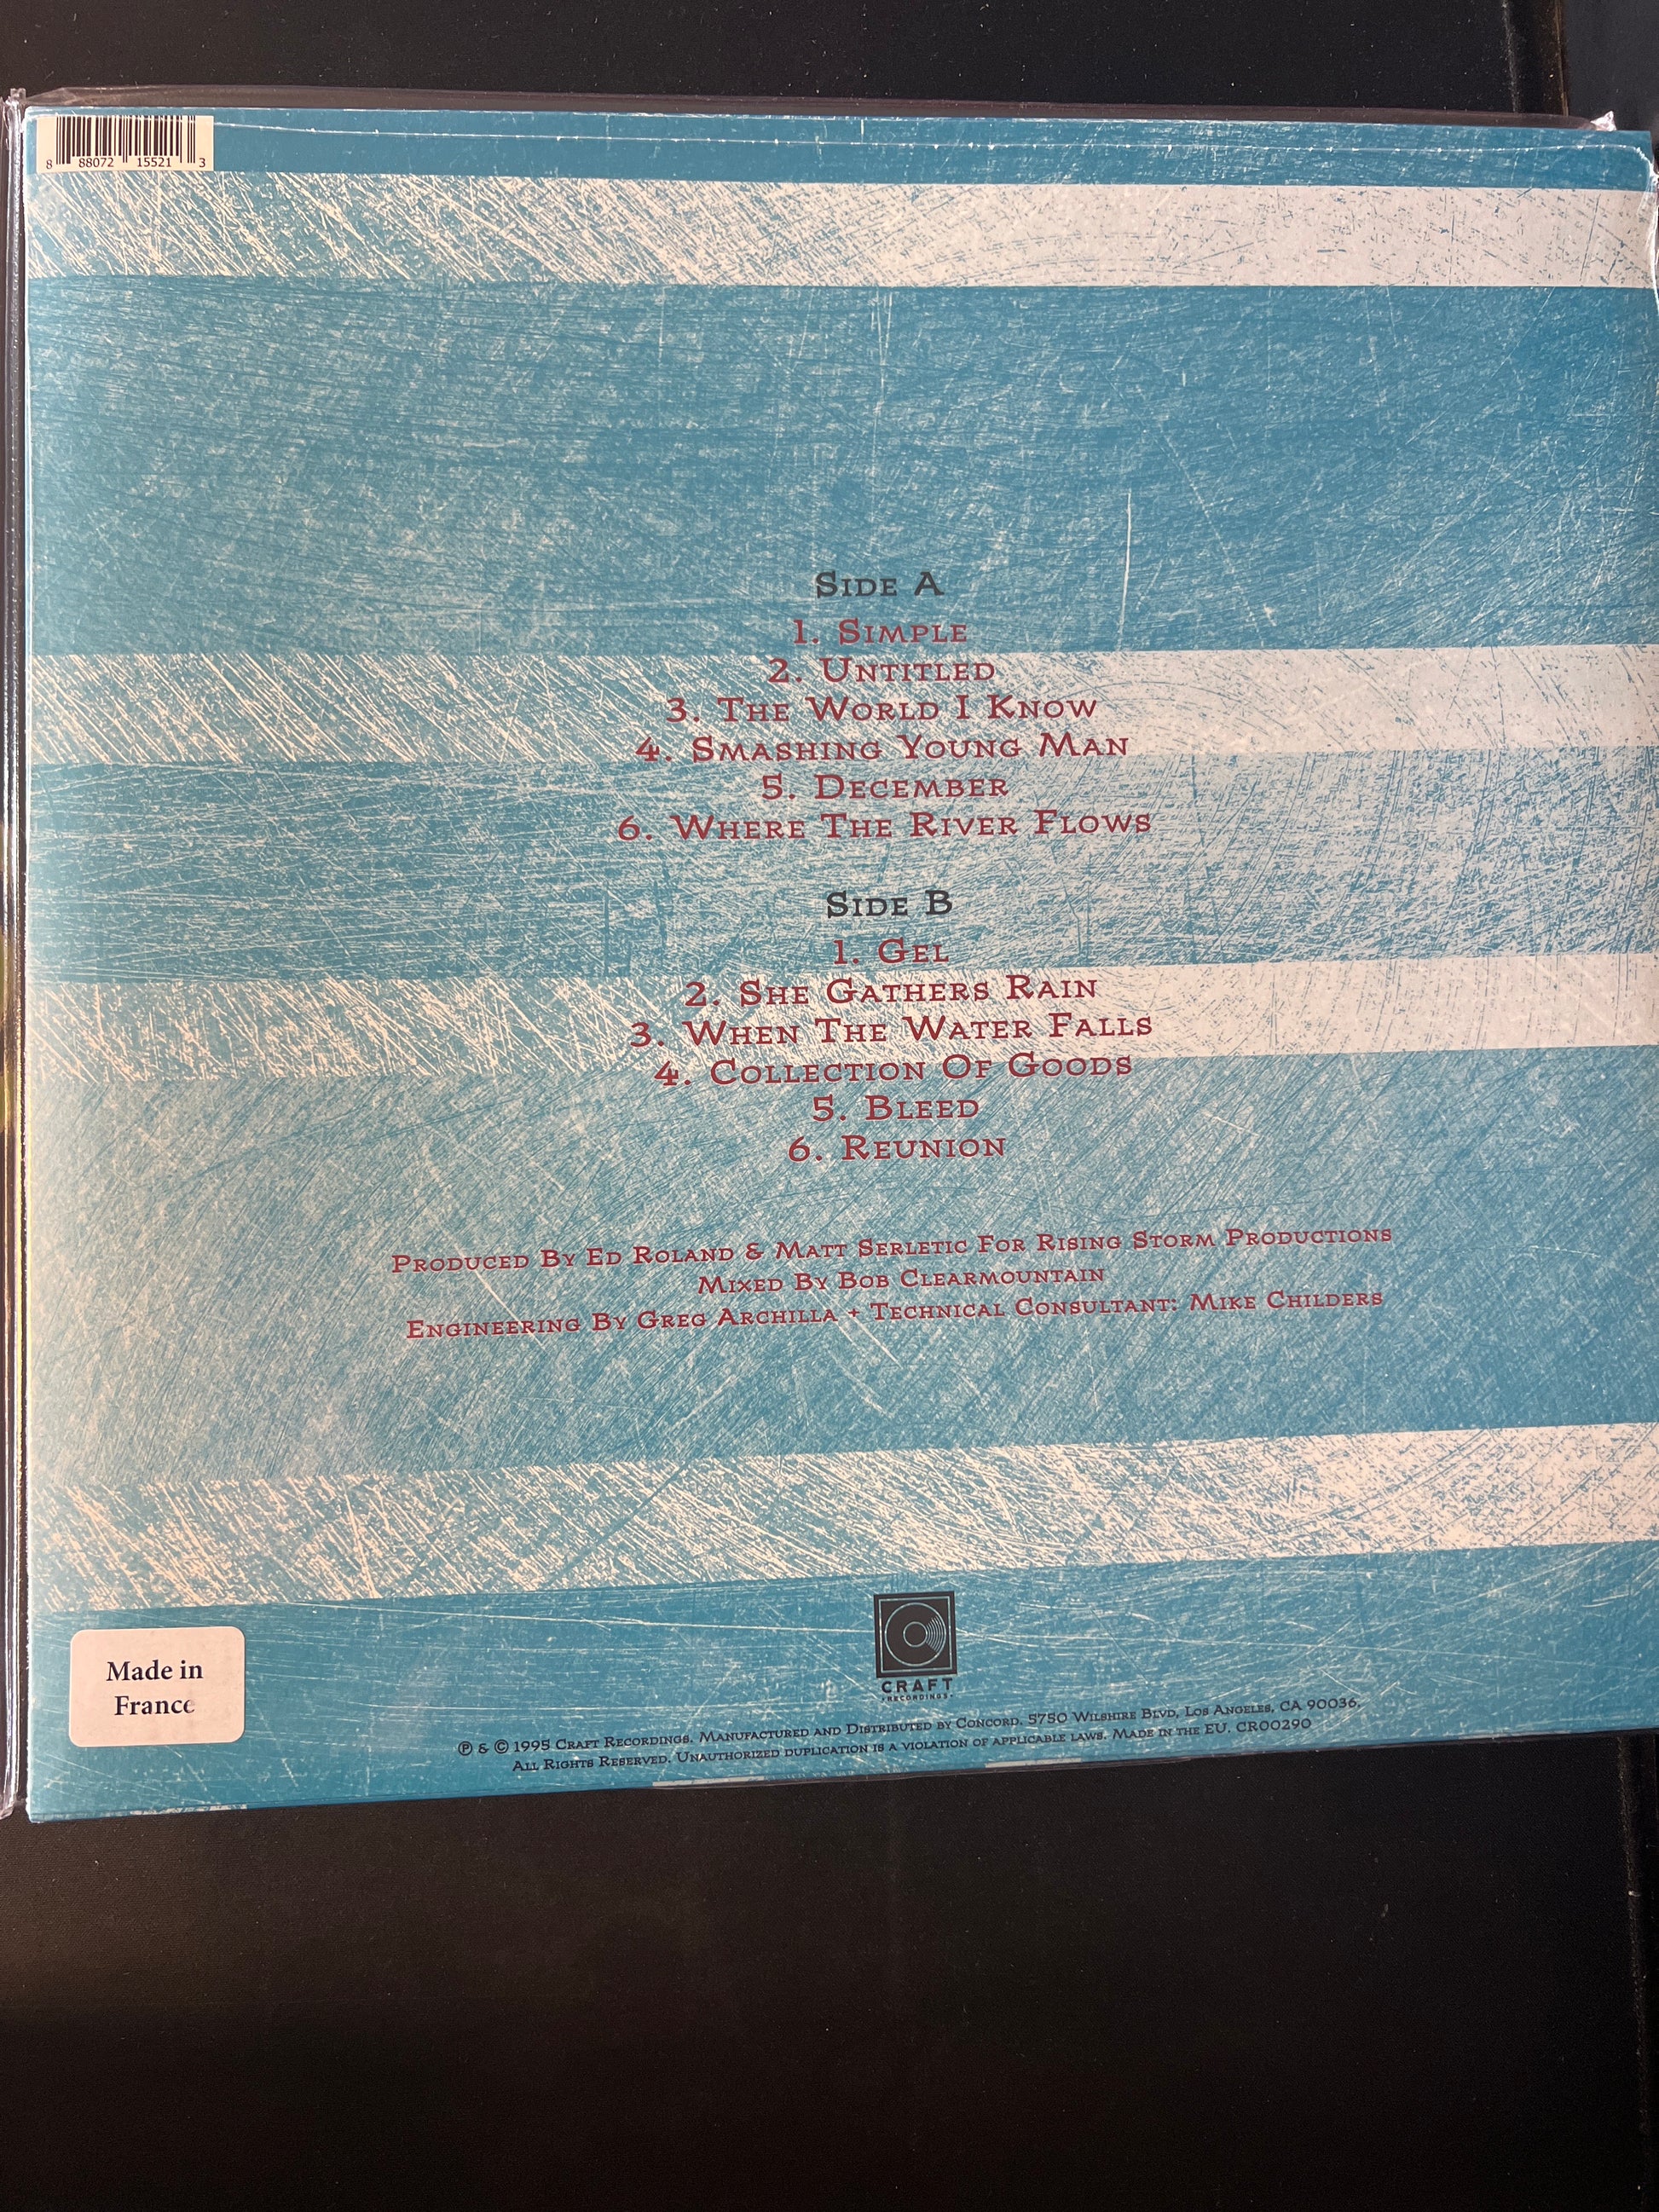 8 88072 15521 3
Side A
1. Simple
2. Untitled
3. The World I Know
4. Smashing Young Man
5. December
6. Where The River Flows
Side B
1. Gel
2. She Gathers Rain
3. When The Water Falls
4. Collection Of Goods
5. Bleed
6. Reunion
Produced By Ed Roland & Matt Serletic For Rising Storm Productions
Mixed By Bob Clearmountain
Engineering By Greg Archilla + Technical Consultant: Mike Childers
CRAFT
RECORDINGS
Made in
France
℗ & © 1995 Craft Recordings. Manufactured and Distributed by Concord. 5750 Wilshire Blvd, Los Angeles, CA 90036.
All Rights Reserved. Unauthorized duplication is a violation of applicable laws. Made in the EU. CR00290